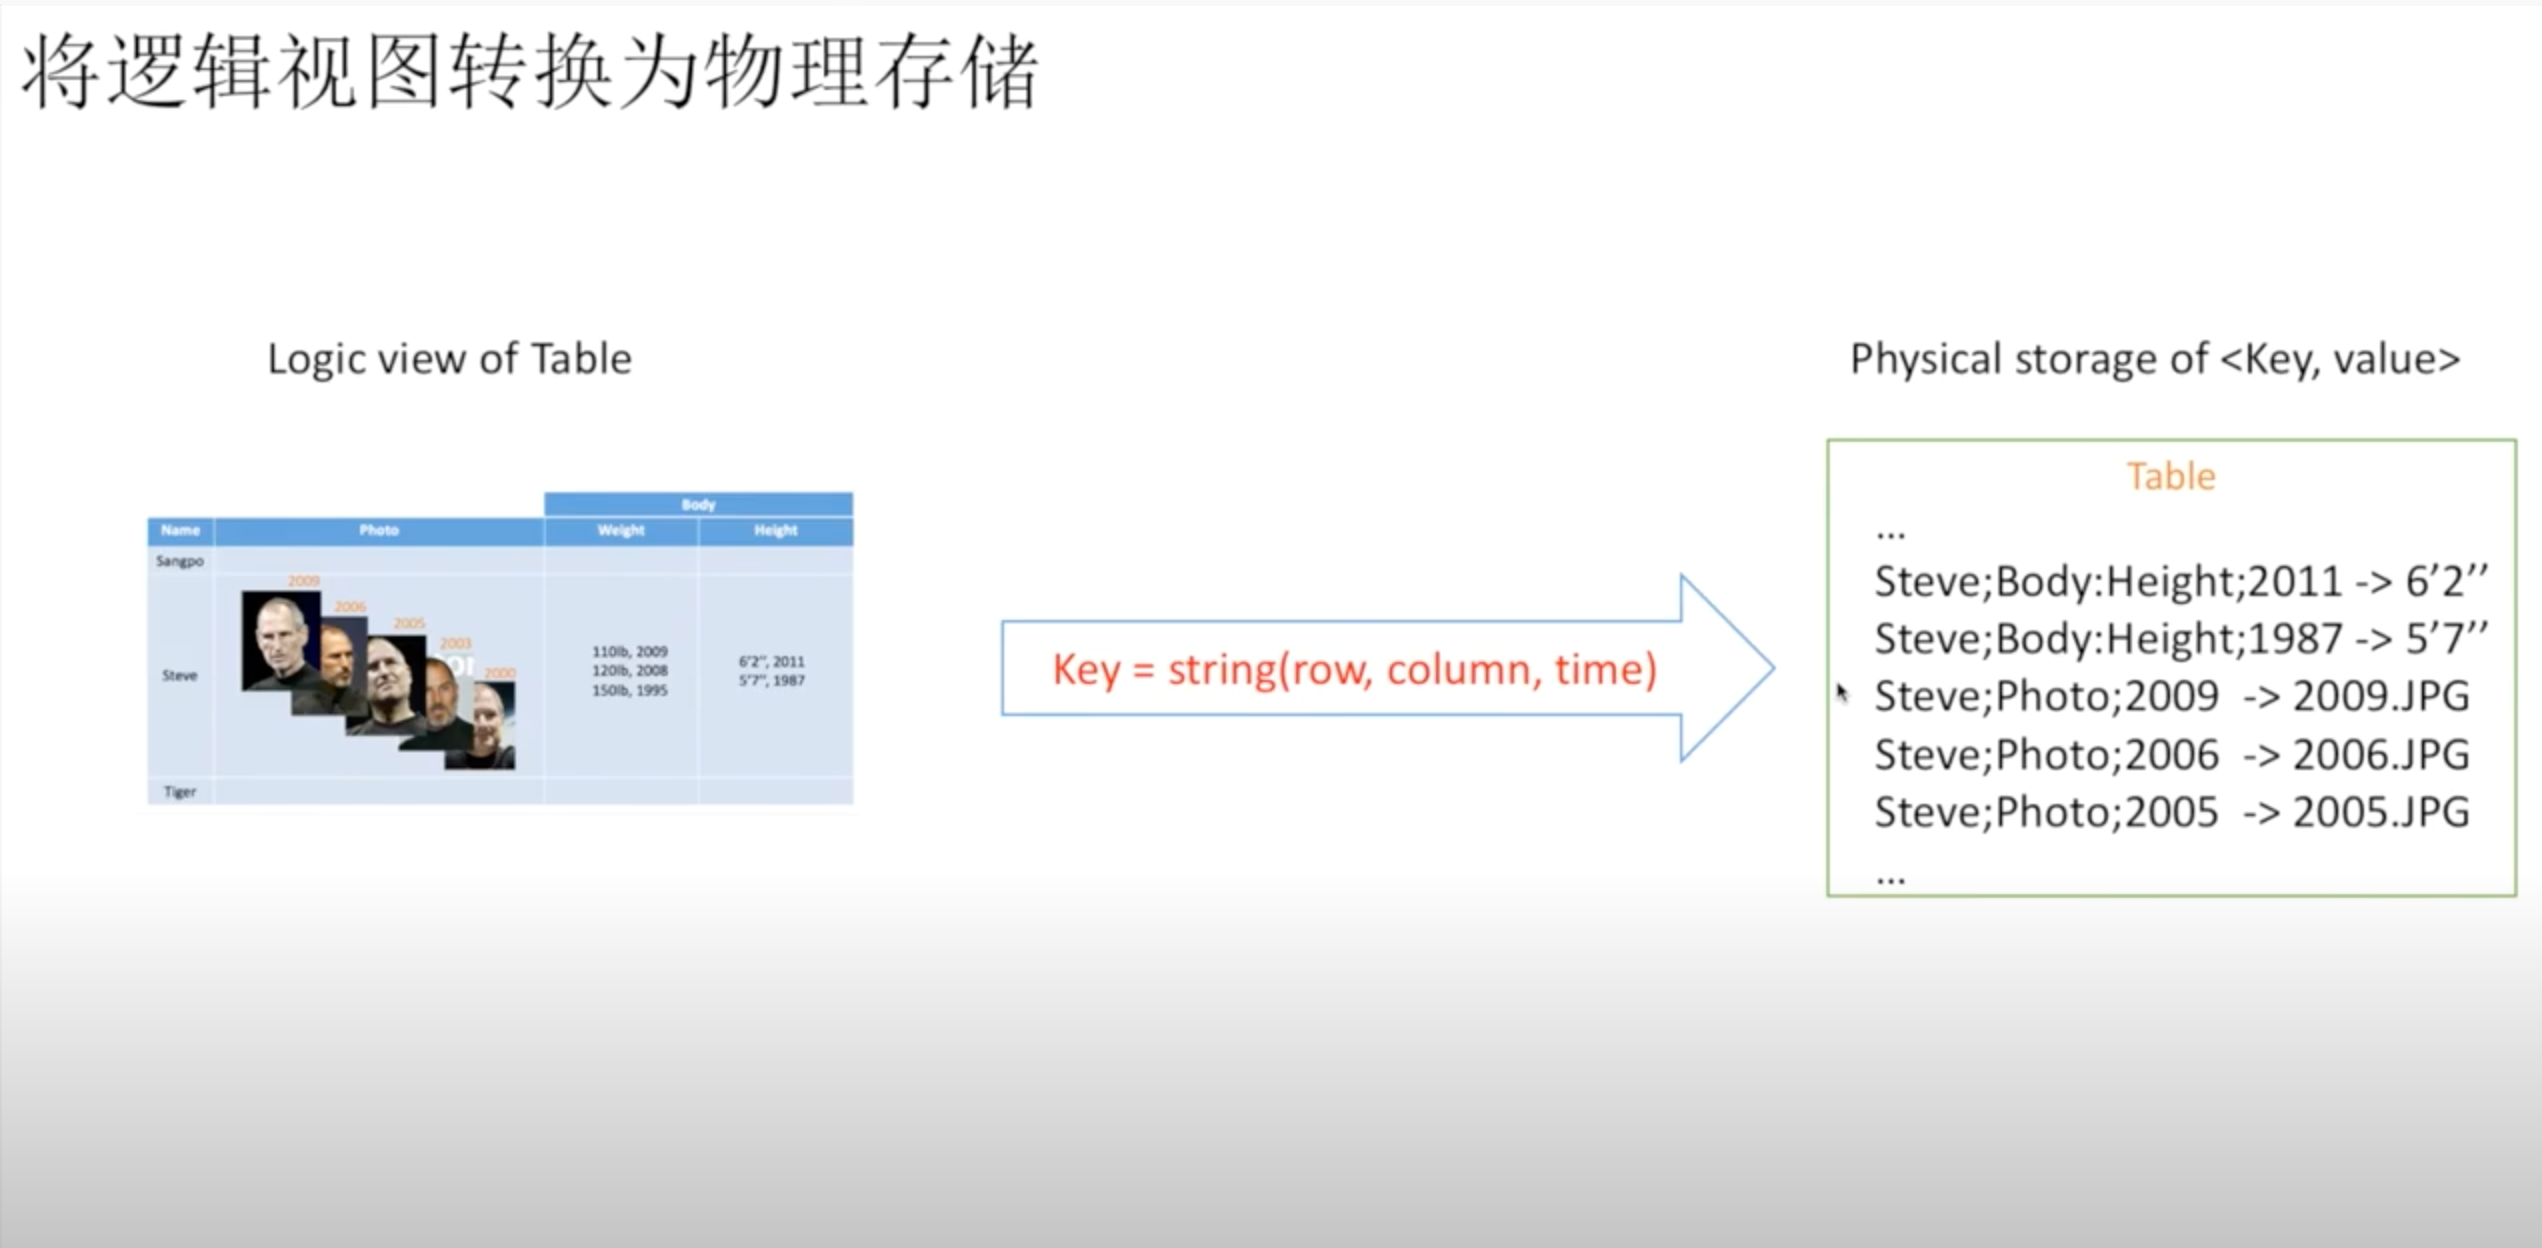 将逻辑视图转换为物理存储
Logic view of Table
Body
Name Photo Weight Height
Sangpo
2009
2006
2005
2003
2000
Steve
110lb, 2009
120lb, 2008
150lb, 1995
6'2", 2011
5'7", 1987
Tiger
Key = string(row, column, time)
Physical storage of <Key, value>
Table
...
Steve;Body:Height;2011 -> 6’2’’
Steve;Body:Height;1987 -> 5’7’’
Steve;Photo;2009 -> 2009.JPG
Steve;Photo;2006 -> 2006.JPG
Steve;Photo;2005 -> 2005.JPG
...